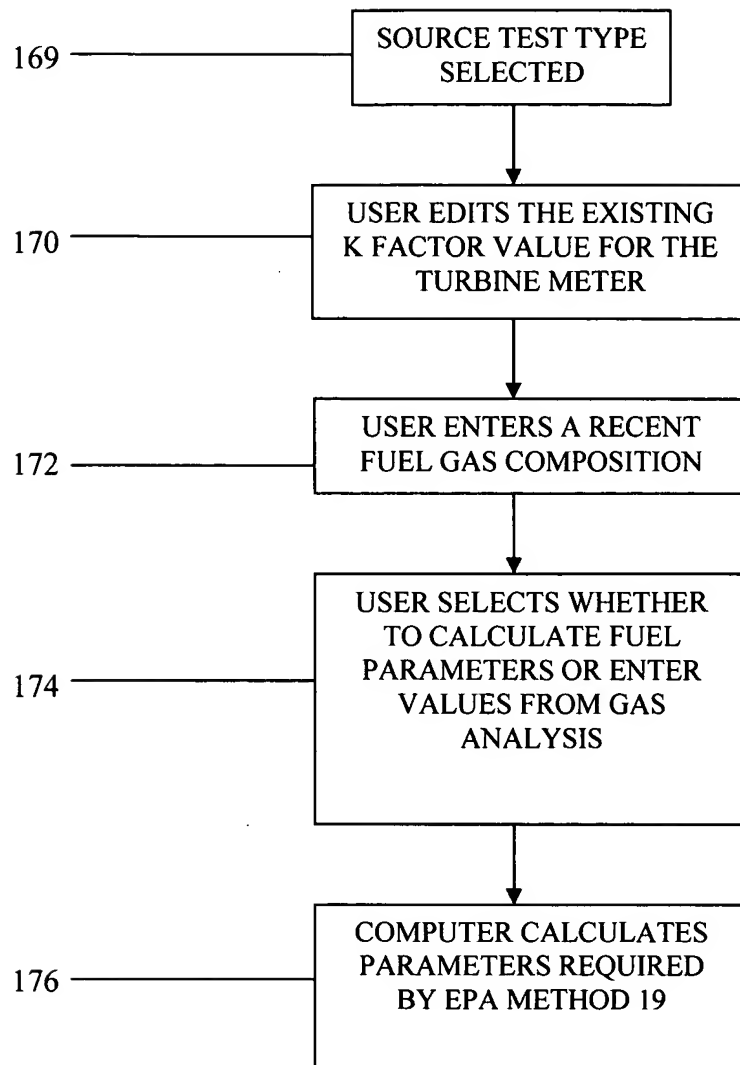 169
SOURCE TEST TYPE
SELECTED
170
USER EDITS THE EXISTING
K FACTOR VALUE FOR THE
TURBINE METER
172
USER ENTERS A RECENT
FUEL GAS COMPOSITION
174
USER SELECTS WHETHER
TO CALCULATE FUEL
PARAMETERS OR ENTER
VALUES FROM GAS
ANALYSIS
176
COMPUTER CALCULATES
PARAMETERS REQUIRED
BY EPA METHOD 19